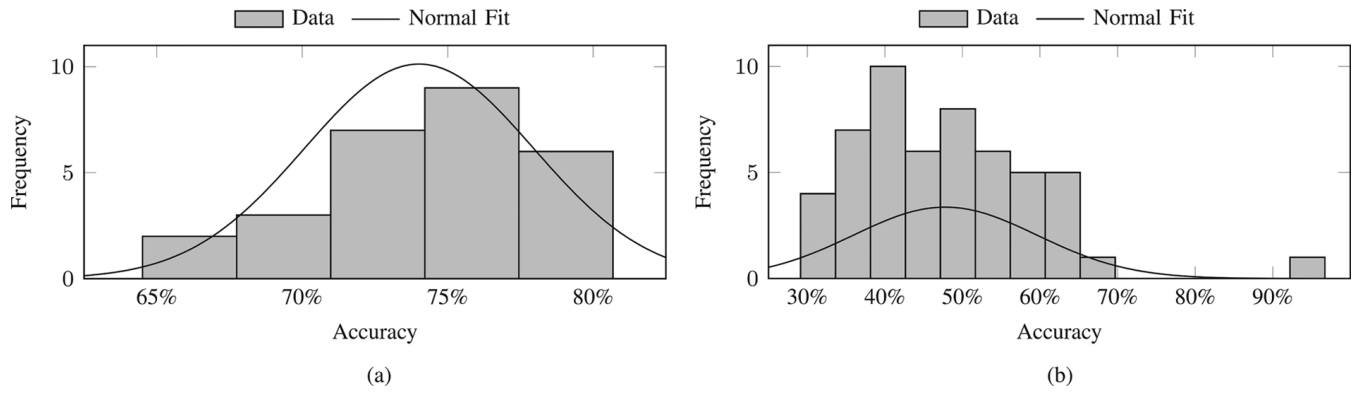 Data Normal Fit
10
5
0
Frequency
65% 70% 75% 80%
Accuracy
(a)
Data Normal Fit
10
5
0
Frequency
30% 40% 50% 60% 70% 80% 90%
Accuracy
(b)